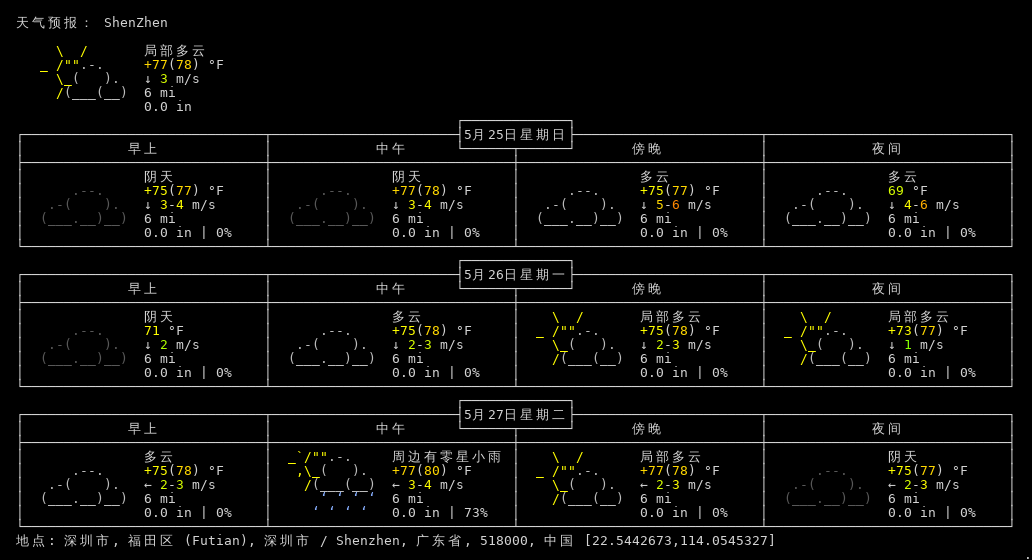 天气预报： ShenZhen
局部多云
+77(78) °F
↓ 3 m/s
6 mi
0.0 in
5月25日星期日
早上 中午 傍晚 夜间
阴天 阴天 多云 多云
+75(77) °F +77(78) °F +75(77) °F 69 °F
↓ 3-4 m/s ↓ 3-4 m/s ↓ 5-6 m/s ↓ 4-6 m/s
6 mi 6 mi 6 mi 6 mi
0.0 in | 0% 0.0 in | 0% 0.0 in | 0% 0.0 in | 0%
5月26日星期一
早上 中午 傍晚 夜间
阴天 多云 局部多云 局部多云
71 °F +75(78) °F +75(78) °F +73(77) °F
↓ 2 m/s ↓ 2-3 m/s ↓ 2-3 m/s ↓ 1 m/s
6 mi 6 mi 6 mi 6 mi
0.0 in | 0% 0.0 in | 0% 0.0 in | 0% 0.0 in | 0%
5月27日星期二
早上 中午 傍晚 夜间
多云 周边有零星小雨 局部多云 阴天
+75(78) °F +77(80) °F +77(78) °F +75(77) °F
← 2-3 m/s ← 3-4 m/s ← 2-3 m/s ← 2-3 m/s
6 mi 6 mi 6 mi 6 mi
0.0 in | 0% 0.0 in | 73% 0.0 in | 0% 0.0 in | 0%
地点: 深圳市, 福田区 (Futian), 深圳市 / Shenzhen, 广东省, 518000, 中国 [22.5442673,114.0545327]